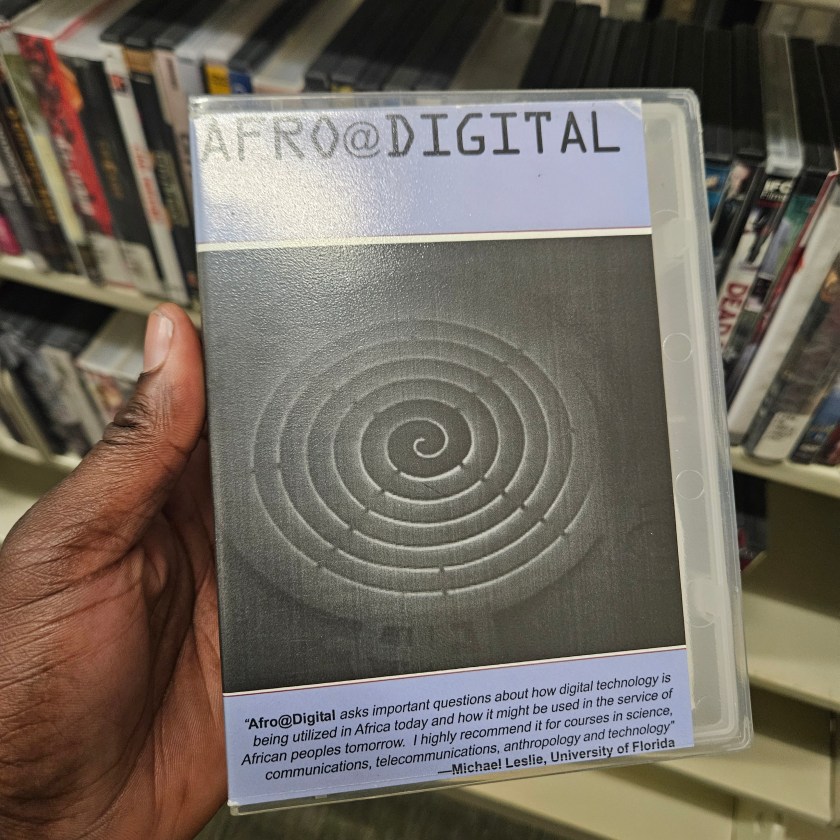 AFRO@DIGITAL
"Afro@Digital asks important questions about how digital technology is
being utilized in Africa today and how it might be used in the service of
African peoples tomorrow. I highly recommend it for courses in science,
communications, telecommunications, anthropology and technology"
—Michael Leslie, University of Florida
DEAD